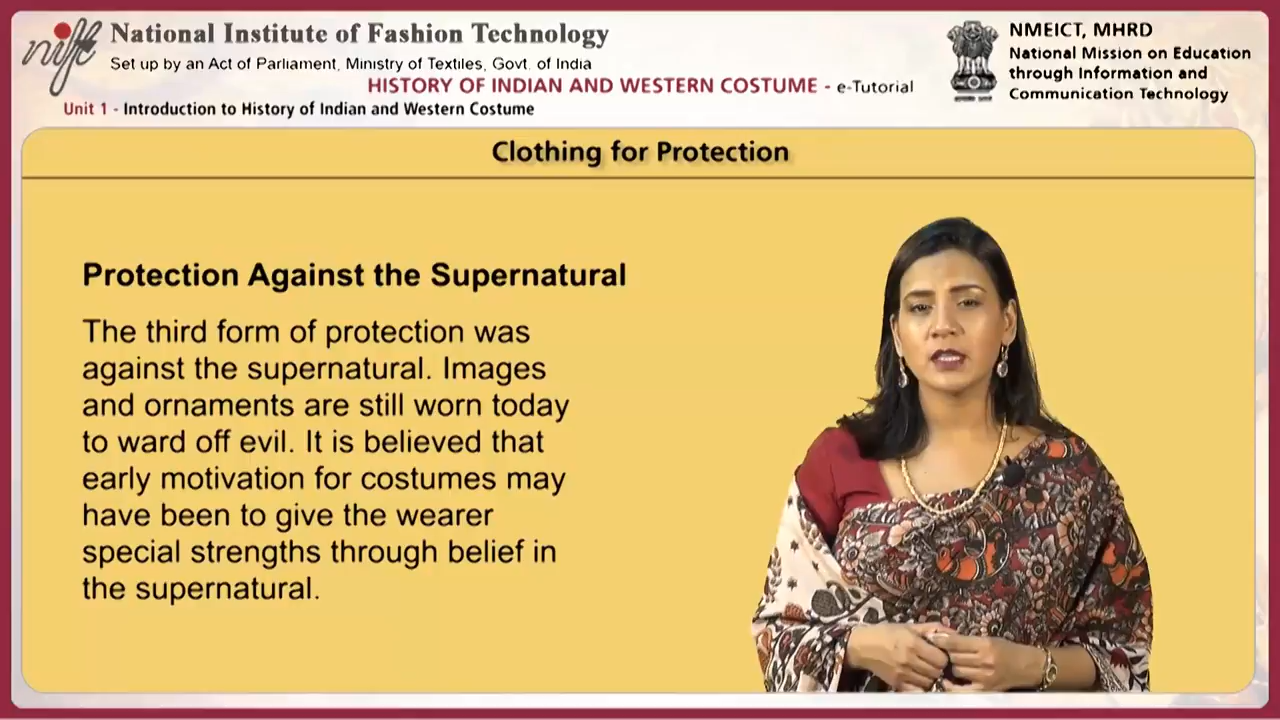 nift
National Institute of Fashion Technology
Set up by an Act of Parliament, Ministry of Textiles, Govt. of India
HISTORY OF INDIAN AND WESTERN COSTUME - e-Tutorial
Unit 1 - Introduction to History of Indian and Western Costume
NMEICT, MHRD
National Mission on Education
through Information and
Communication Technology
Clothing for Protection
Protection Against the Supernatural
The third form of protection was
against the supernatural. Images
and ornaments are still worn today
to ward off evil. It is believed that
early motivation for costumes may
have been to give the wearer
special strengths through belief in
the supernatural.